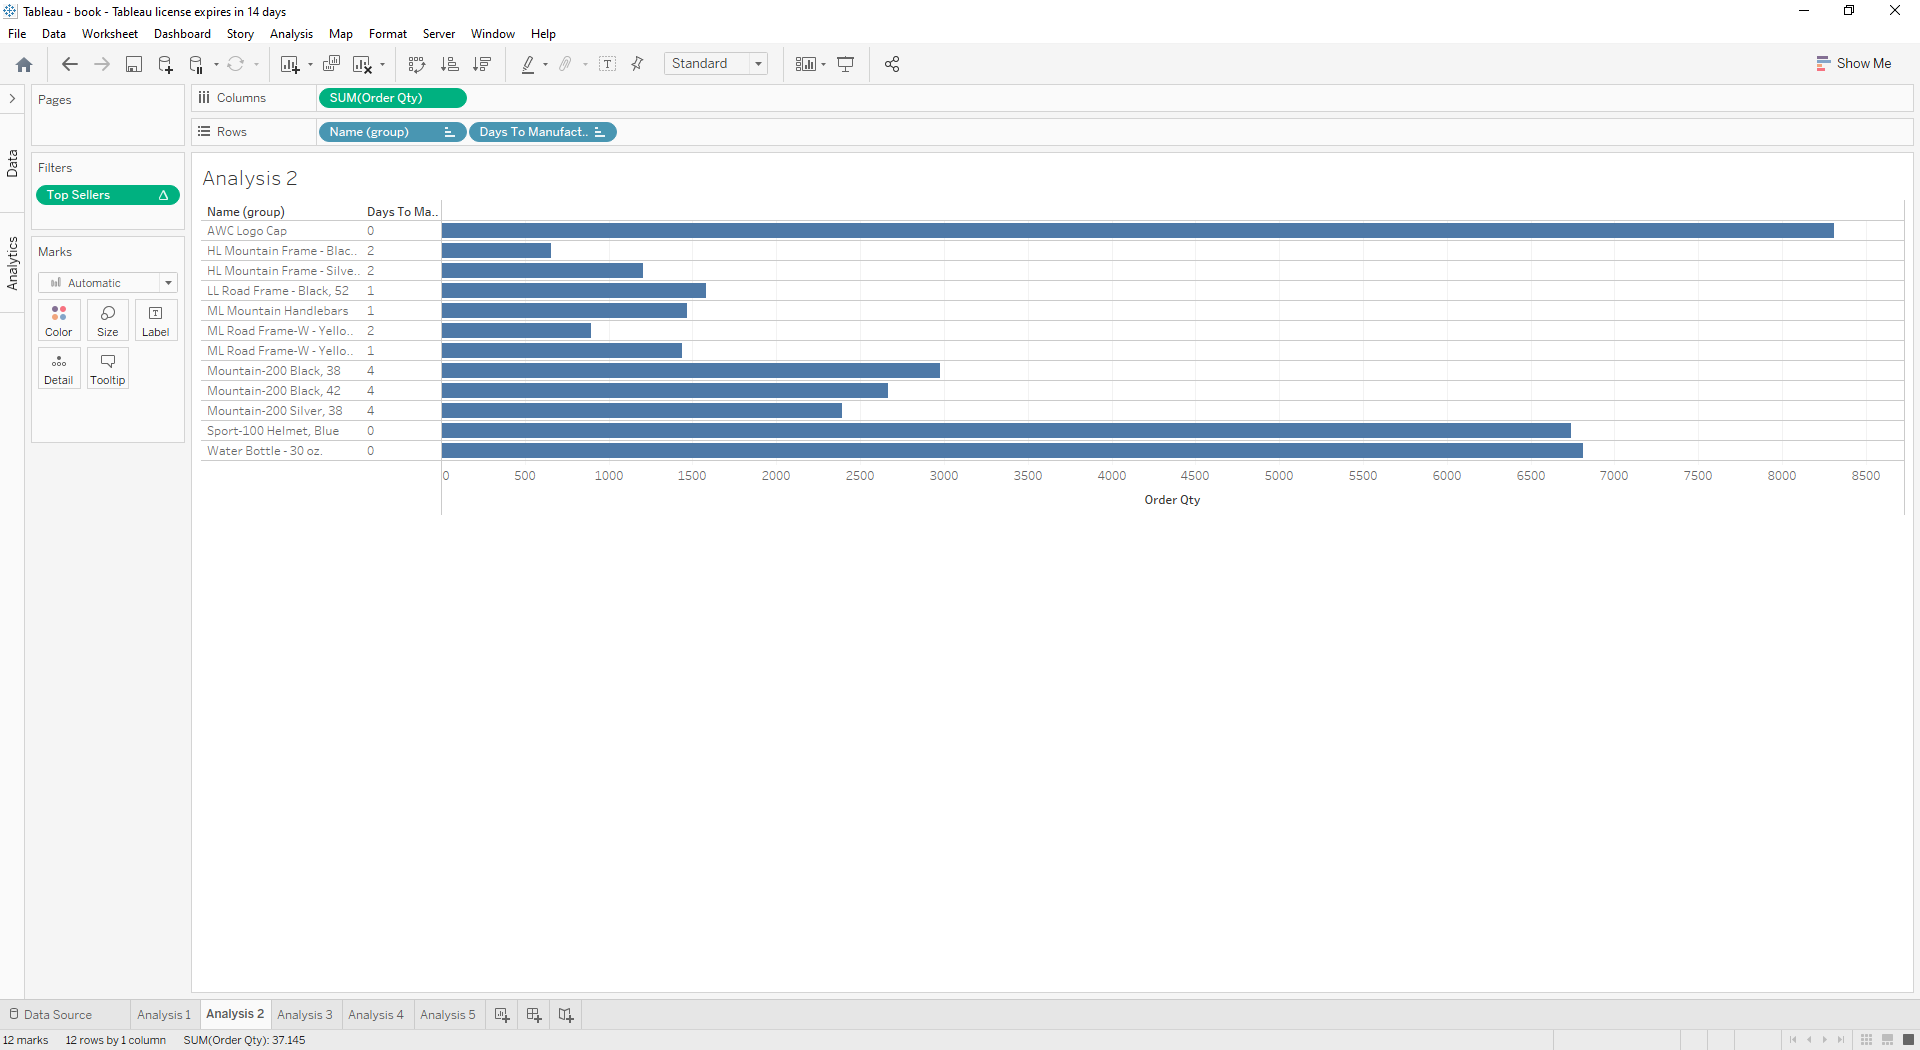 Tableau - book - Tableau license expires in 14 days
File Data Worksheet Dashboard Story Analysis Map Format Server Window Help
Standard
Show Me
Pages
Columns
SUM(Order Qty)
Rows
Name (group)
Days To Manufact..
Data
Analytics
Filters
Top Sellers
Marks
Automatic
Color Size Label
Detail Tooltip
Analysis 2
Name (group) Days To Ma..
AWC Logo Cap 0
HL Mountain Frame - Blac.. 2
HL Mountain Frame - Silve.. 2
LL Road Frame - Black, 52 1
ML Mountain Handlebars 1
ML Road Frame-W - Yello.. 2
ML Road Frame-W - Yello.. 1
Mountain-200 Black, 38 4
Mountain-200 Black, 42 4
Mountain-200 Silver, 38 4
Sport-100 Helmet, Blue 0
Water Bottle - 30 oz. 0
0 500 1000 1500 2000 2500 3000 3500 4000 4500 5000 5500 6000 6500 7000 7500 8000 8500
Order Qty
Data Source Analysis 1 Analysis 2 Analysis 3 Analysis 4 Analysis 5
12 marks 12 rows by 1 column SUM(Order Qty): 37.145